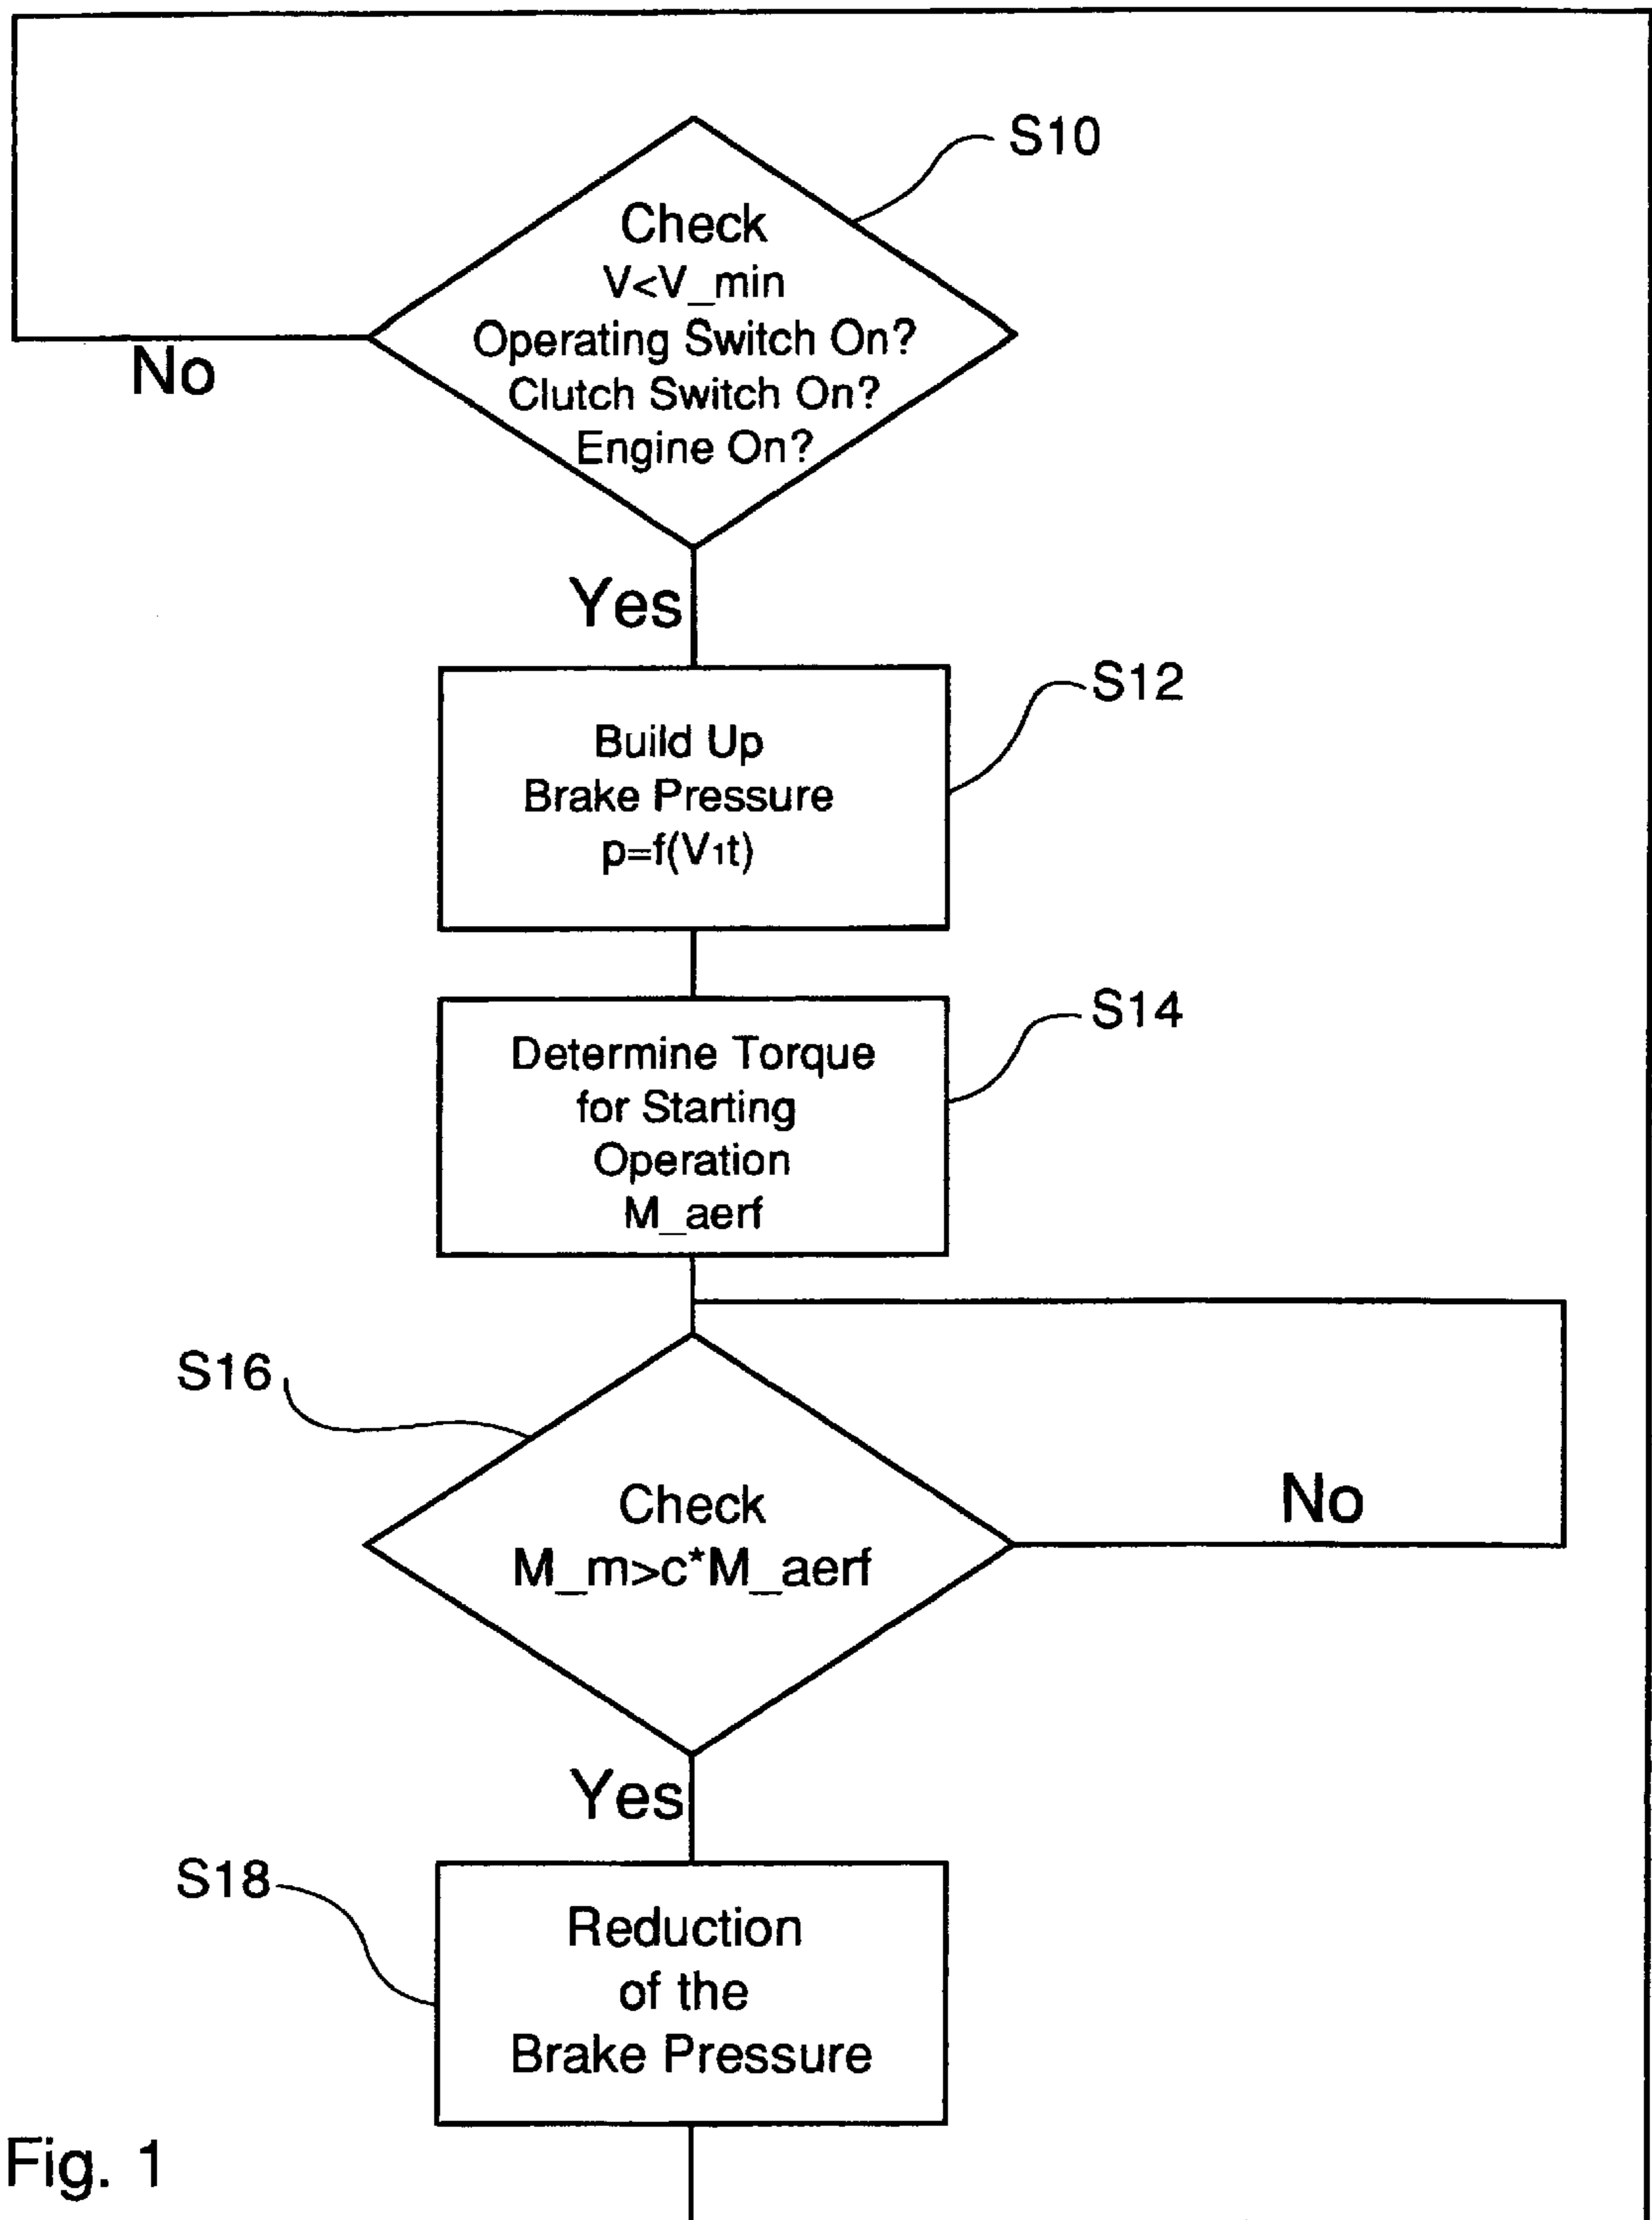 S10
Check
V<V_min
Operating Switch On?
Clutch Switch On?
Engine On?
No
Yes
S12
Build Up
Brake Pressure
p=f(V1t)
S14
Determine Torque
for Starting
Operation
M_aerf
S16
Check
M_m>c*M_aerf
No
Yes
S18
Reduction
of the
Brake Pressure
Fig. 1